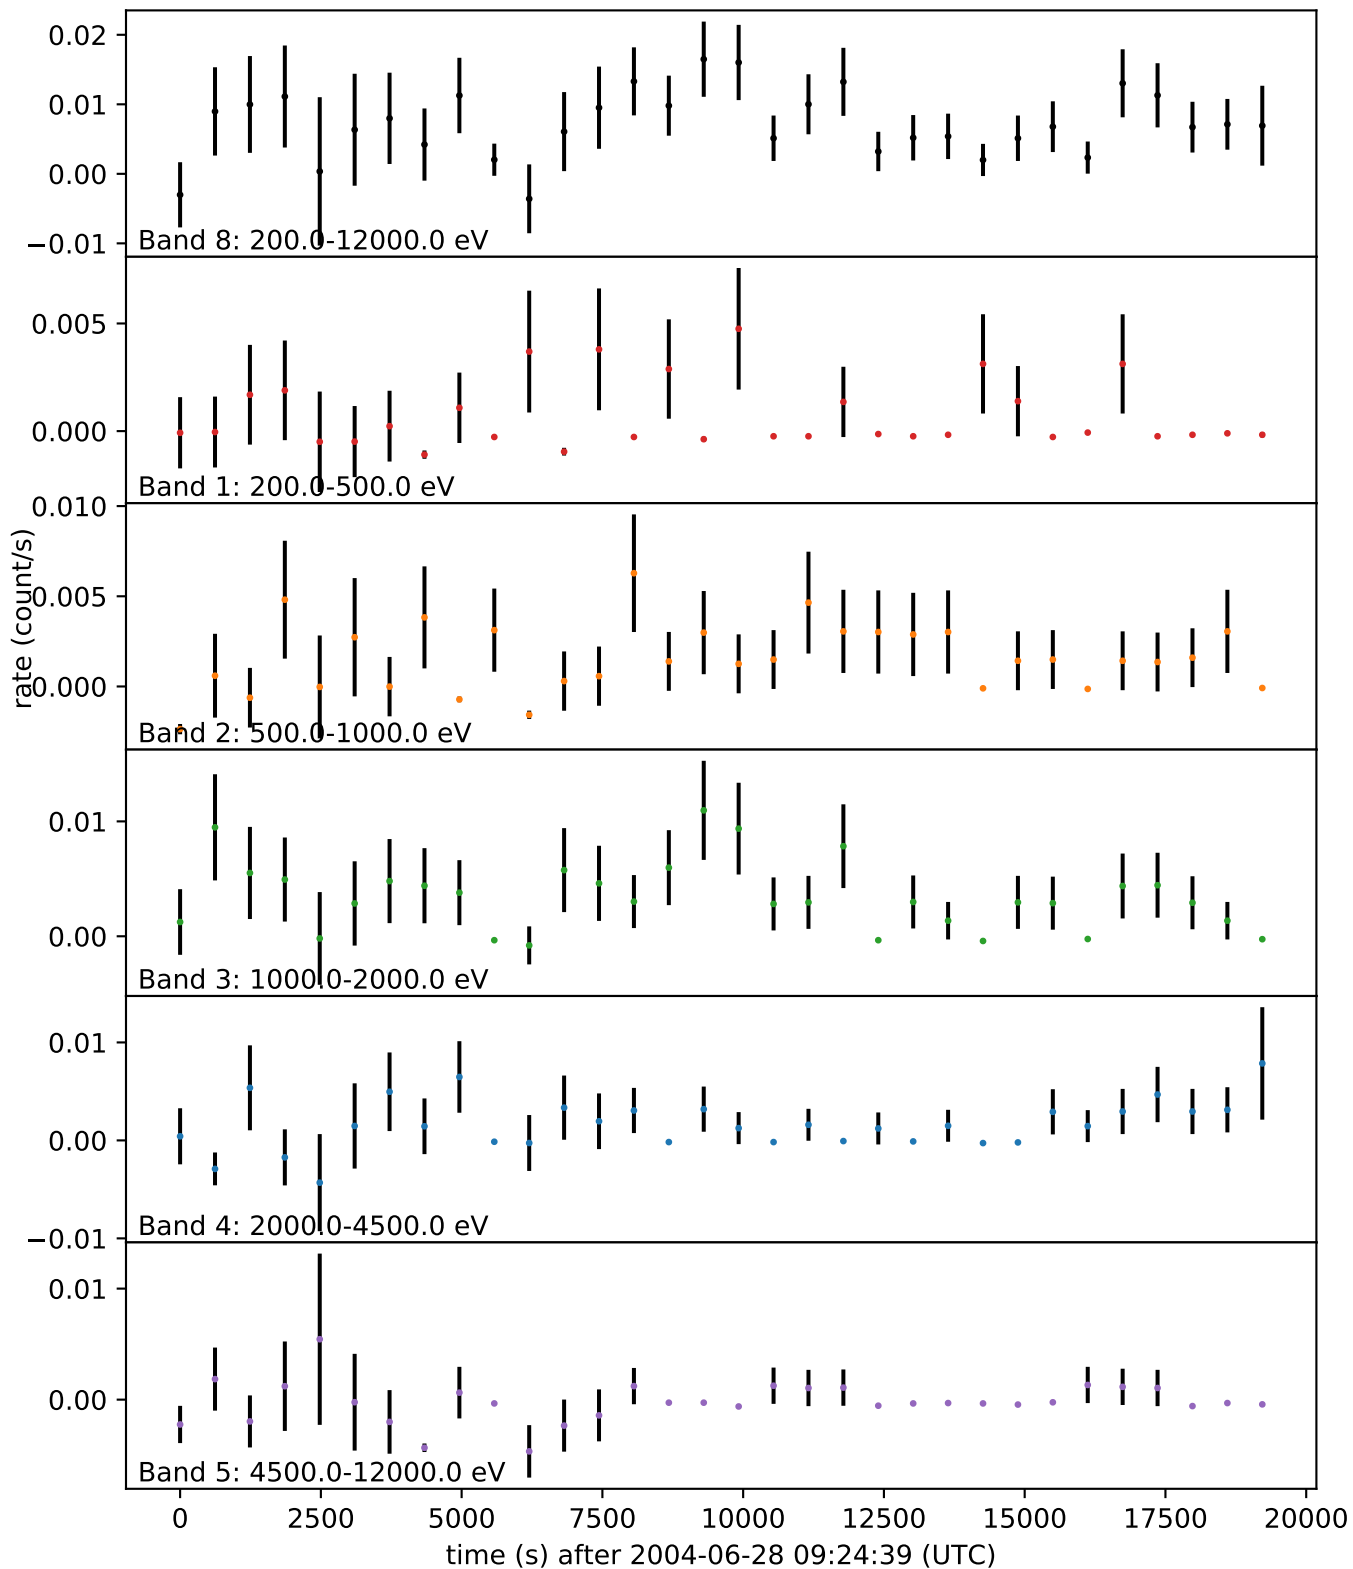 0.02
0.01
0.00
−0.01
Band 8: 200.0-12000.0 eV
0.005
0.000
Band 1: 200.0-500.0 eV
0.010
0.005
0.000
rate (count/s)
Band 2: 500.0-1000.0 eV
0.01
0.00
Band 3: 1000.0-2000.0 eV
0.01
0.00
−0.01
Band 4: 2000.0-4500.0 eV
0.01
0.00
Band 5: 4500.0-12000.0 eV
0 2500 5000 7500 10000 12500 15000 17500 20000
time (s) after 2004-06-28 09:24:39 (UTC)